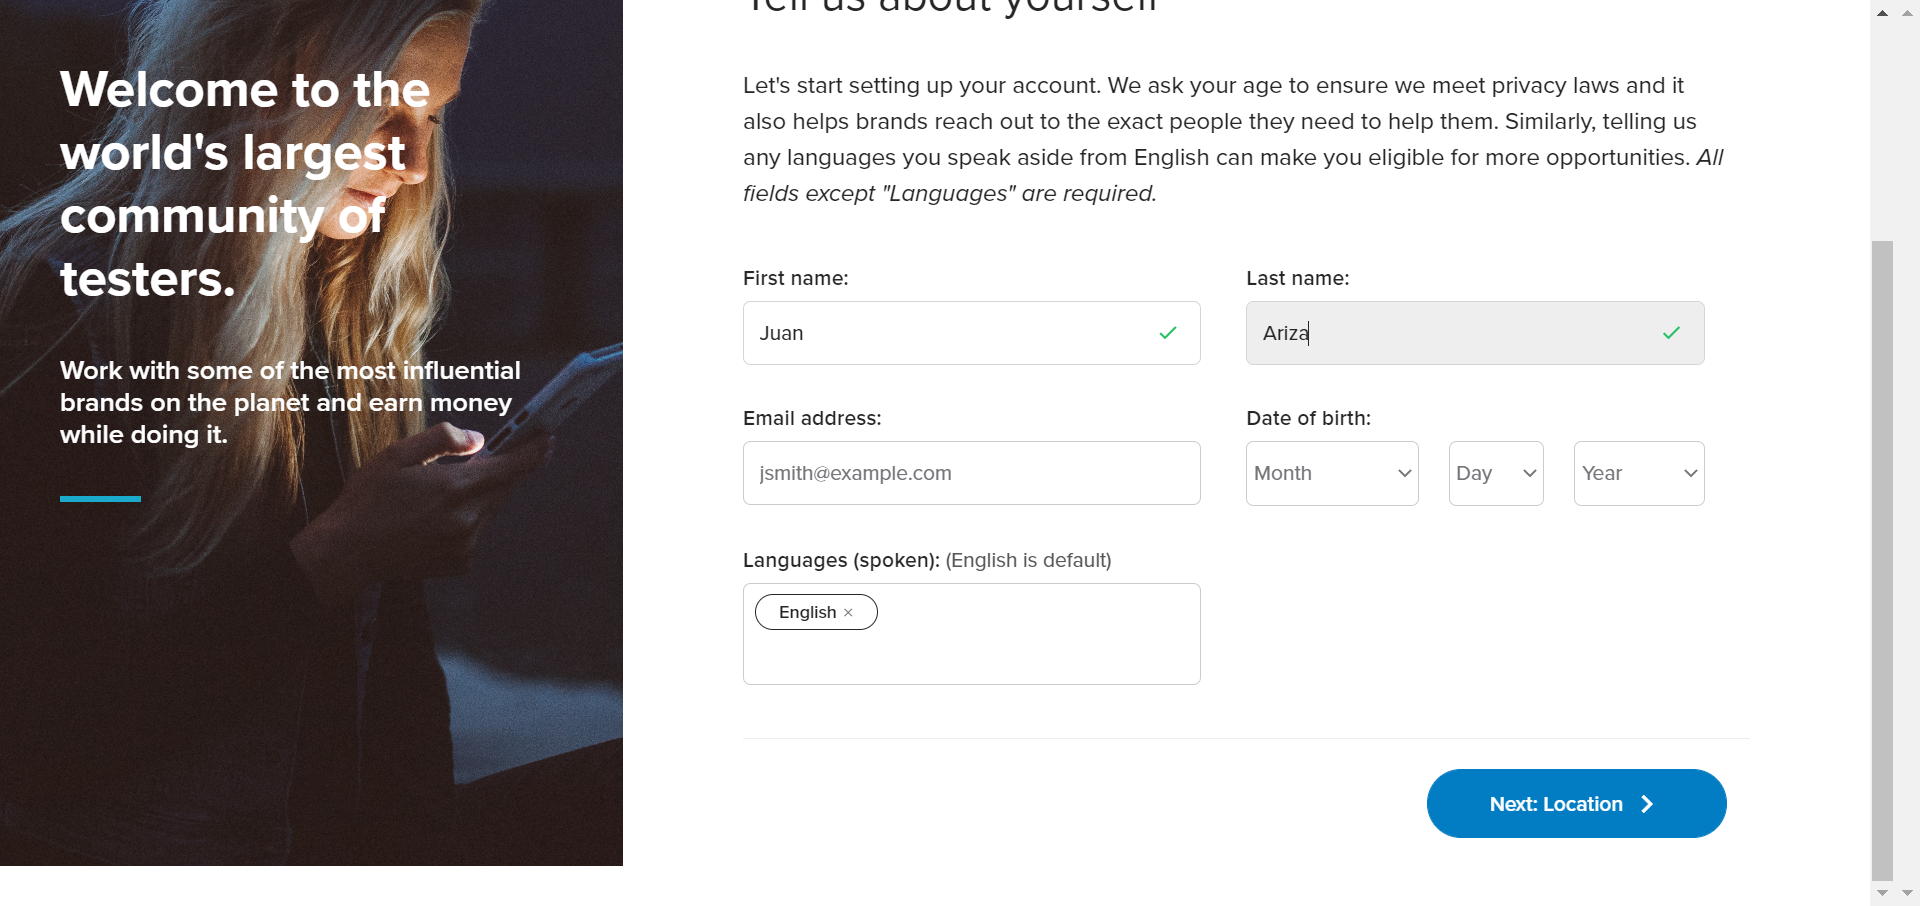 Tell us about yourself
Welcome to the
world's largest
community of
testers.
Work with some of the most influential
brands on the planet and earn money
while doing it.
Let's start setting up your account. We ask your age to ensure we meet privacy laws and it
also helps brands reach out to the exact people they need to help them. Similarly, telling us
any languages you speak aside from English can make you eligible for more opportunities. All
fields except "Languages" are required.
First name:
Last name:
Juan
Ariza
Email address:
Date of birth:
jsmith@example.com
Month
Day
Year
Languages (spoken): (English is default)
English ×
Next: Location